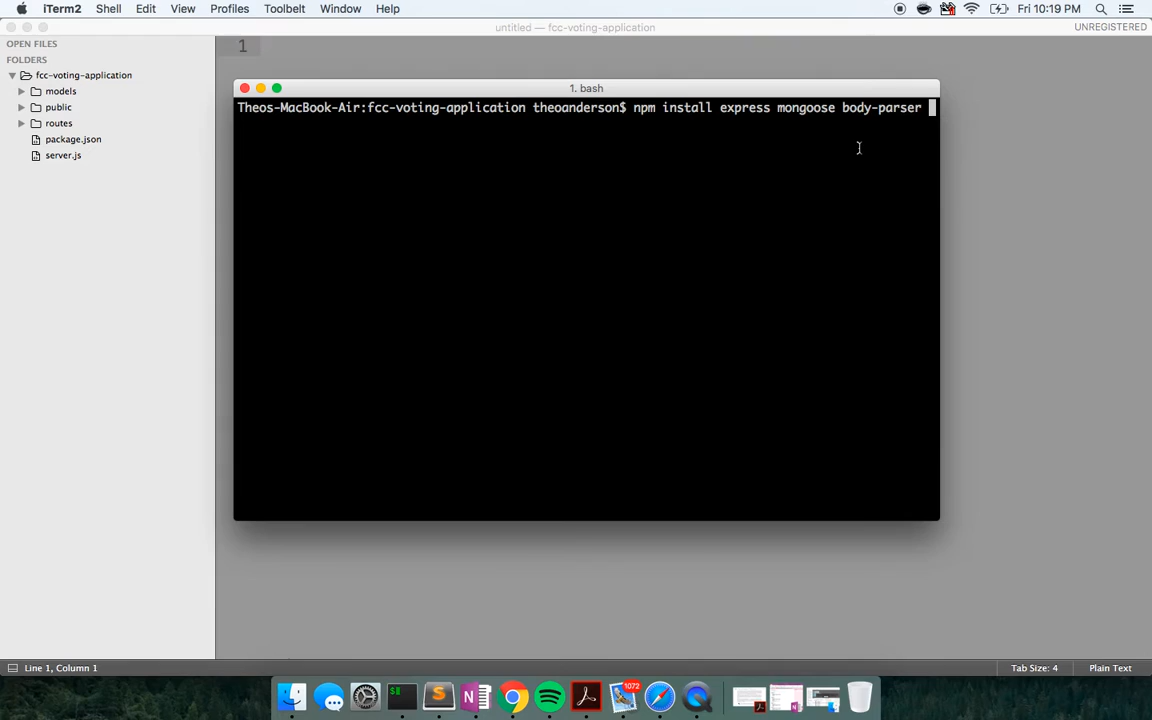 iTerm2 Shell Edit View Profiles Toolbelt Window Help Fri 10:19 PM
untitled — fcc-voting-application UNREGISTERED
OPEN FILES
FOLDERS
fcc-voting-application
models
public
routes
package.json
server.js
1
1. bash
Theos-MacBook-Air:fcc-voting-application theoanderson$ npm install express mongoose body-parser
Line 1, Column 1 Tab Size: 4 Plain Text
1072